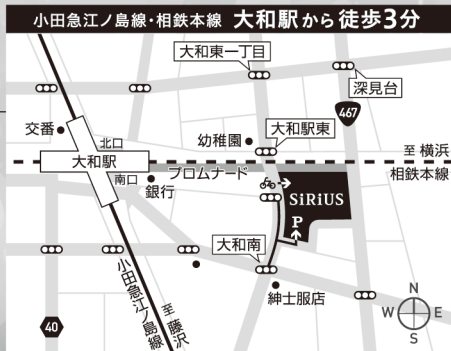 小田急江ノ島線・相鉄本線 大和駅から徒歩3分
大和東一丁目
深見台
467
交番
北口
幼稚園
大和駅東
至 横浜
大和駅
プロムナード
相鉄本線
南口
銀行
SiRiUS
P
大和南
小田急江ノ島線
至 藤沢
紳士服店
40
N
W E
S